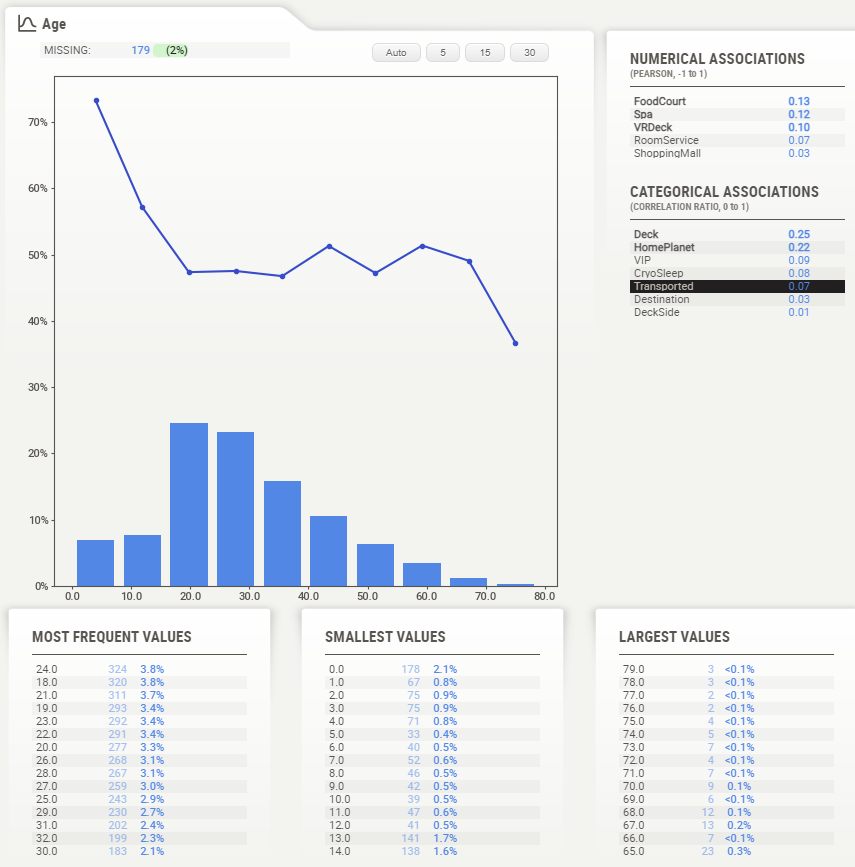 Age
MISSING: 179 (2%)
Auto 5 15 30
70%
60%
50%
40%
30%
20%
10%
0%
0.0 10.0 20.0 30.0 40.0 50.0 60.0 70.0 80.0
NUMERICAL ASSOCIATIONS
(PEARSON, -1 to 1)
FoodCourt 0.13
Spa 0.12
VRDeck 0.10
RoomService 0.07
ShoppingMall 0.03
CATEGORICAL ASSOCIATIONS
(CORRELATION RATIO, 0 to 1)
Deck 0.25
HomePlanet 0.22
VIP 0.09
CryoSleep 0.08
Transported 0.07
Destination 0.03
DeckSide 0.01
MOST FREQUENT VALUES
24.0 324 3.8%
18.0 320 3.8%
21.0 311 3.7%
19.0 293 3.4%
23.0 292 3.4%
22.0 291 3.4%
20.0 277 3.3%
26.0 268 3.1%
28.0 267 3.1%
27.0 259 3.0%
25.0 243 2.9%
29.0 230 2.7%
31.0 202 2.4%
32.0 199 2.3%
30.0 183 2.1%
SMALLEST VALUES
0.0 178 2.1%
1.0 67 0.8%
2.0 75 0.9%
3.0 75 0.9%
4.0 71 0.8%
5.0 33 0.4%
6.0 40 0.5%
7.0 52 0.6%
8.0 46 0.5%
9.0 42 0.5%
10.0 39 0.5%
11.0 47 0.6%
12.0 41 0.5%
13.0 141 1.7%
14.0 138 1.6%
LARGEST VALUES
79.0 3 <0.1%
78.0 3 <0.1%
77.0 2 <0.1%
76.0 2 <0.1%
75.0 4 <0.1%
74.0 5 <0.1%
73.0 7 <0.1%
72.0 4 <0.1%
71.0 7 <0.1%
70.0 9 0.1%
69.0 6 <0.1%
68.0 12 0.1%
67.0 13 0.2%
66.0 7 <0.1%
65.0 23 0.3%